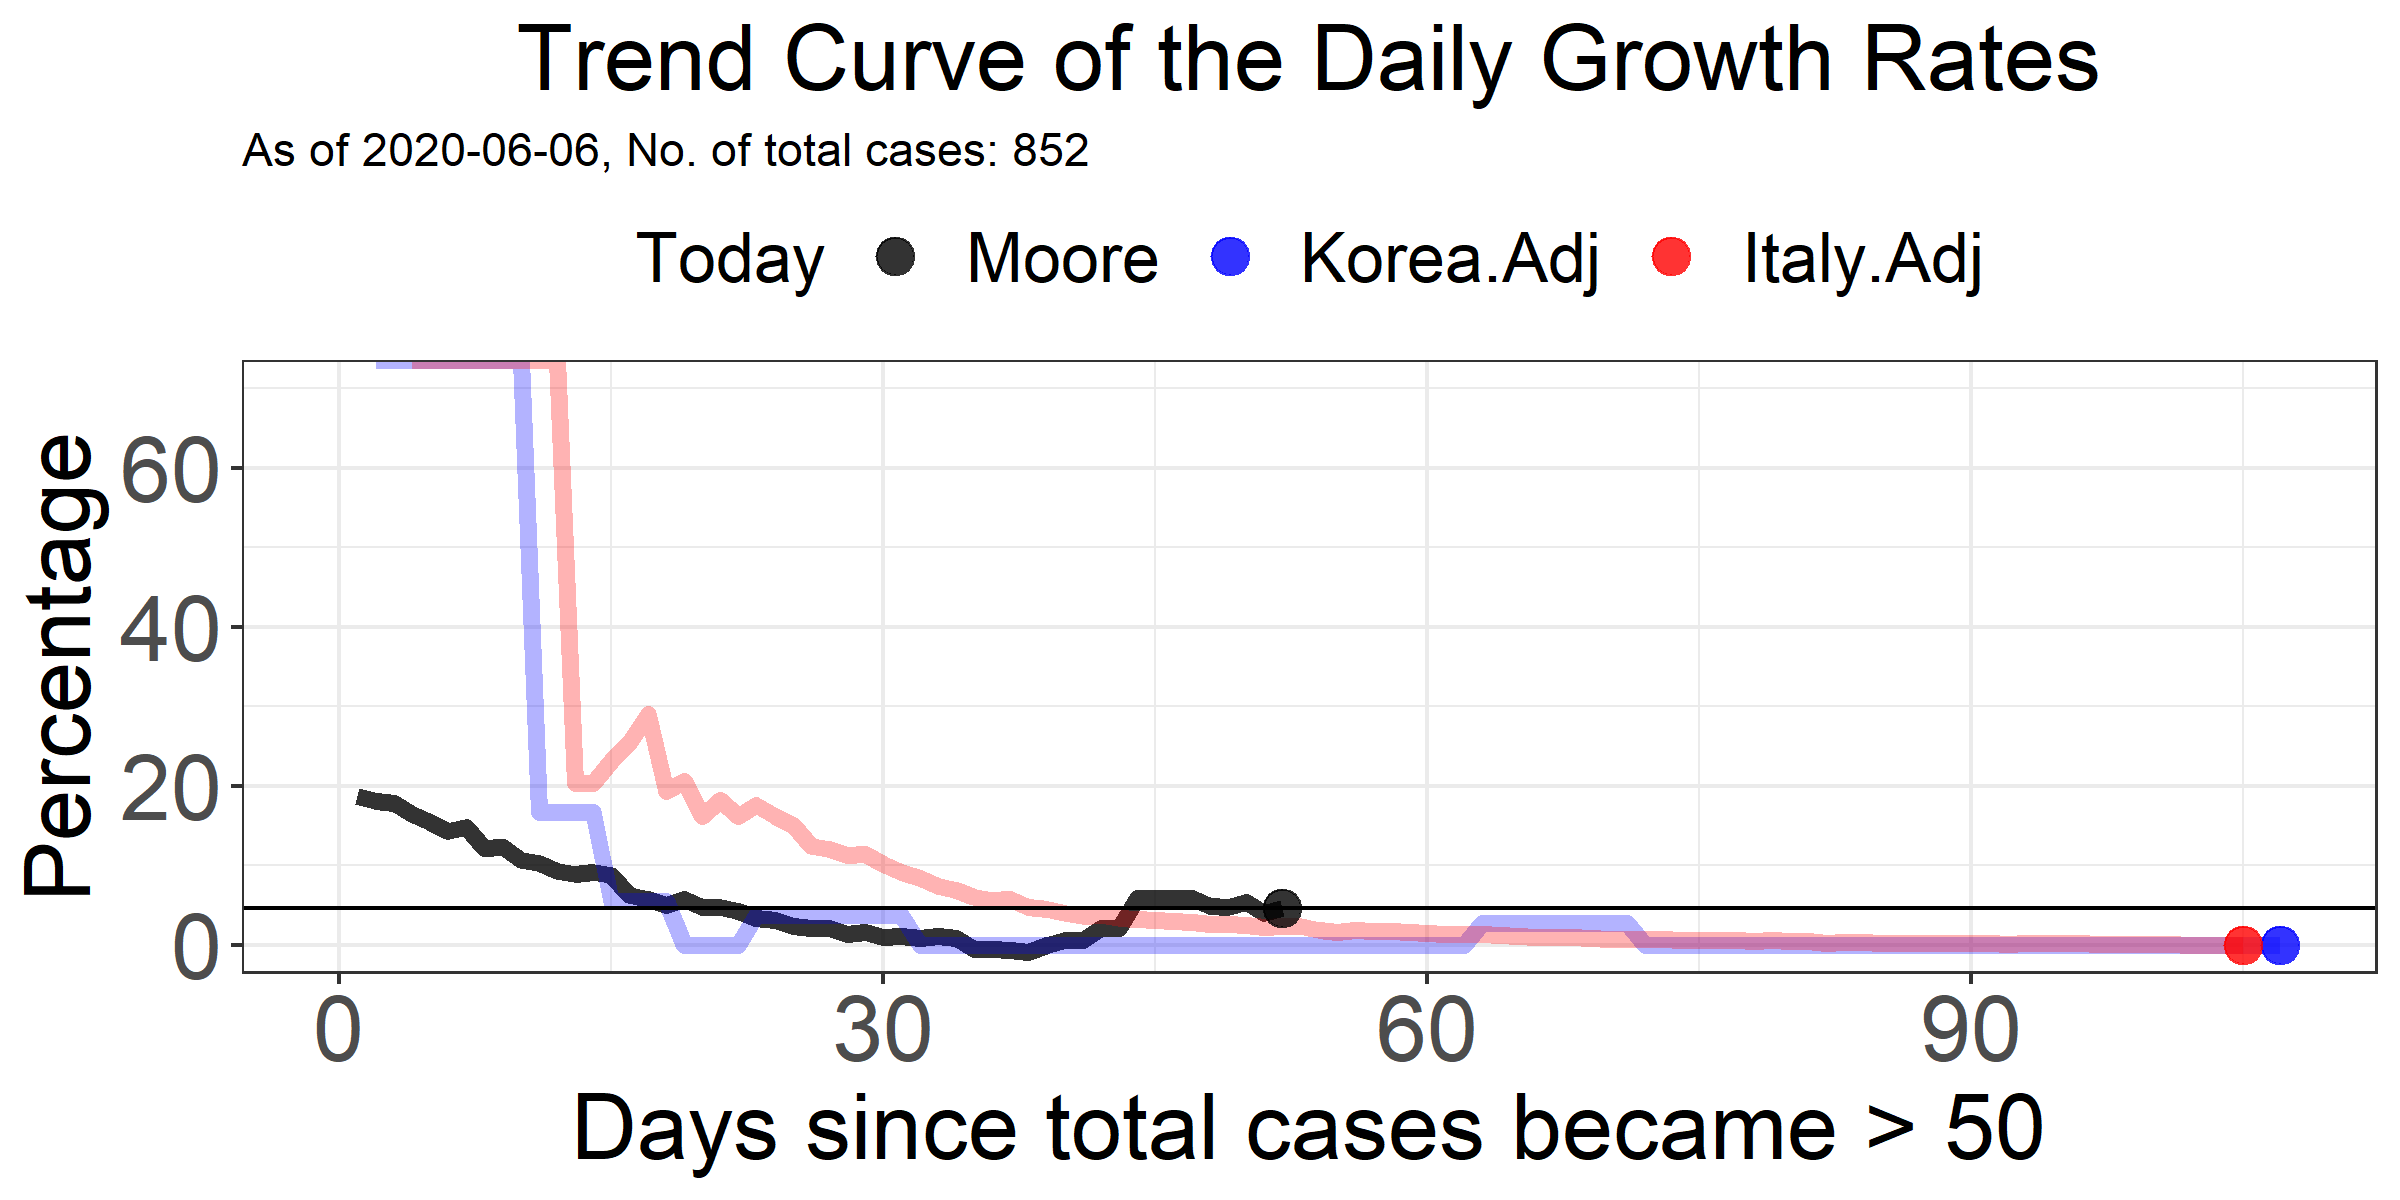 Trend Curve of the Daily Growth Rates
As of 2020-06-06, No. of total cases: 852
Today Moore Korea.Adj Italy.Adj
Percentage
60
40
20
0
0 30 60 90
Days since total cases became > 50